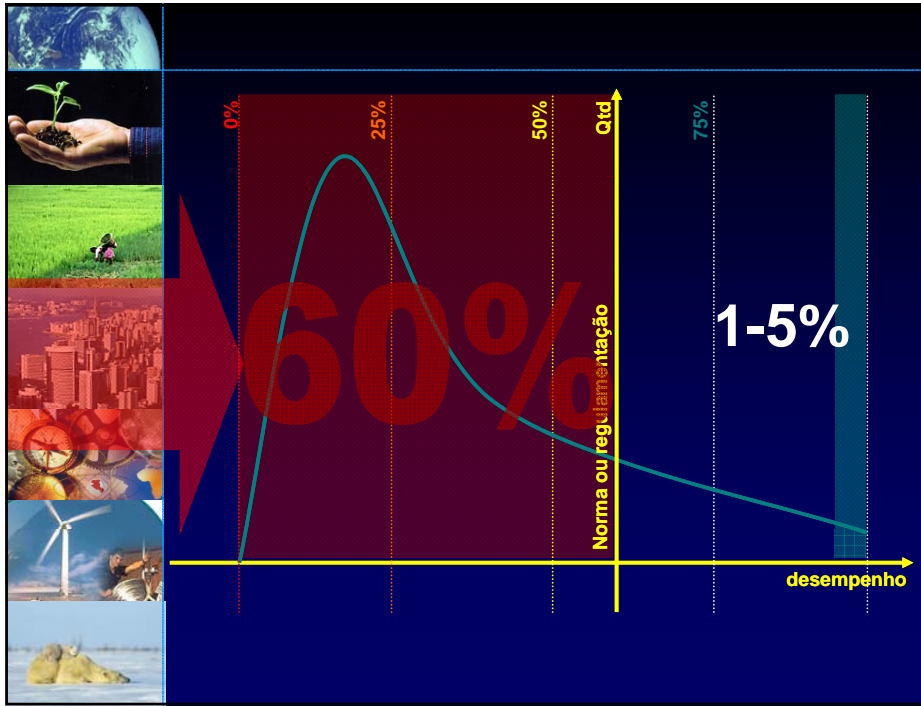 0%
25%
50%
Qtd
75%
60%
1-5%
Norma ou regulamentação
desempenho